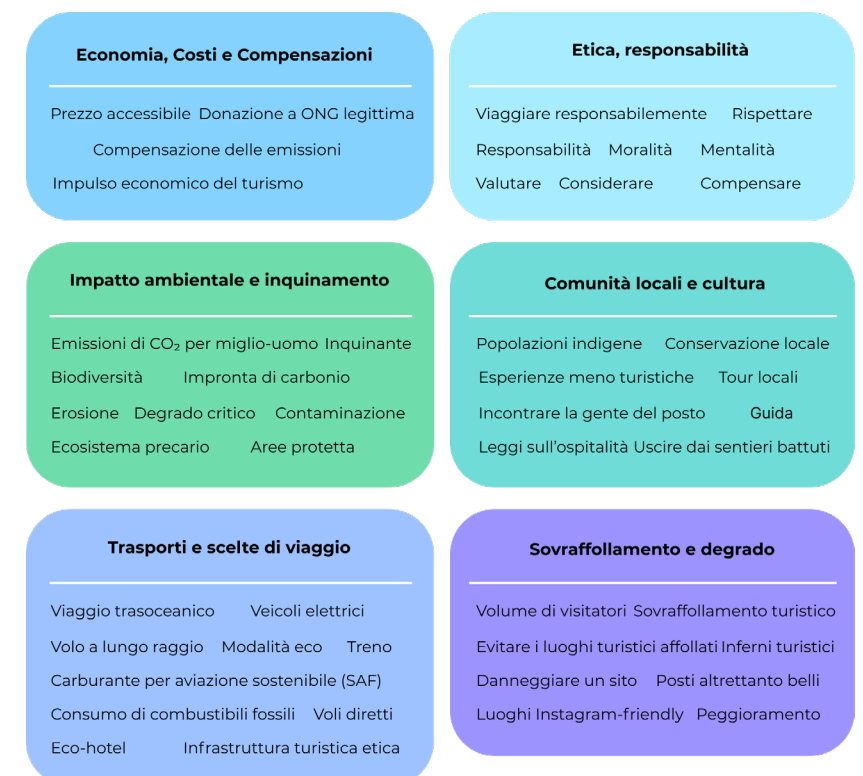 Economia, Costi e Compensazioni
Prezzo accessibile Donazione a ONG legittima
Compensazione delle emissioni
Impulso economico del turismo
Etica, responsabilità
Viaggiare responsabilemente Rispettare
Responsabilità Moralità Mentalità
Valutare Considerare Compensare
Impatto ambientale e inquinamento
Emissioni di CO₂ per miglio-uomo Inquinante
Biodiversità Impronta di carbonio
Erosione Degrado critico Contaminazione
Ecosistema precario Aree protetta
Comunità locali e cultura
Popolazioni indigene Conservazione locale
Esperienze meno turistiche Tour locali
Incontrare la gente del posto Guida
Leggi sull'ospitalità Uscire dai sentieri battuti
Trasporti e scelte di viaggio
Viaggio trasoceanico Veicoli elettrici
Volo a lungo raggio Modalità eco Treno
Carburante per aviazione sostenibile (SAF)
Consumo di combustibili fossili Voli diretti
Eco-hotel Infrastruttura turistica etica
Sovraffollamento e degrado
Volume di visitatori Sovraffollamento turistico
Evitare i luoghi turistici affollati Inferni turistici
Danneggiare un sito Posti altrettanto belli
Luoghi Instagram-friendly Peggioramento